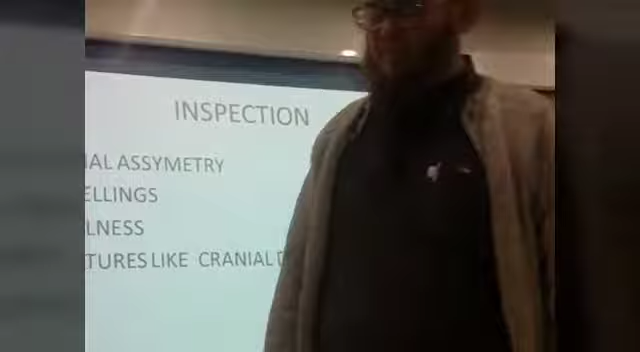 INSPECTION
IAL ASSYMETRY
ELLINGS
LNESS
TURES LIKE CRANIAL